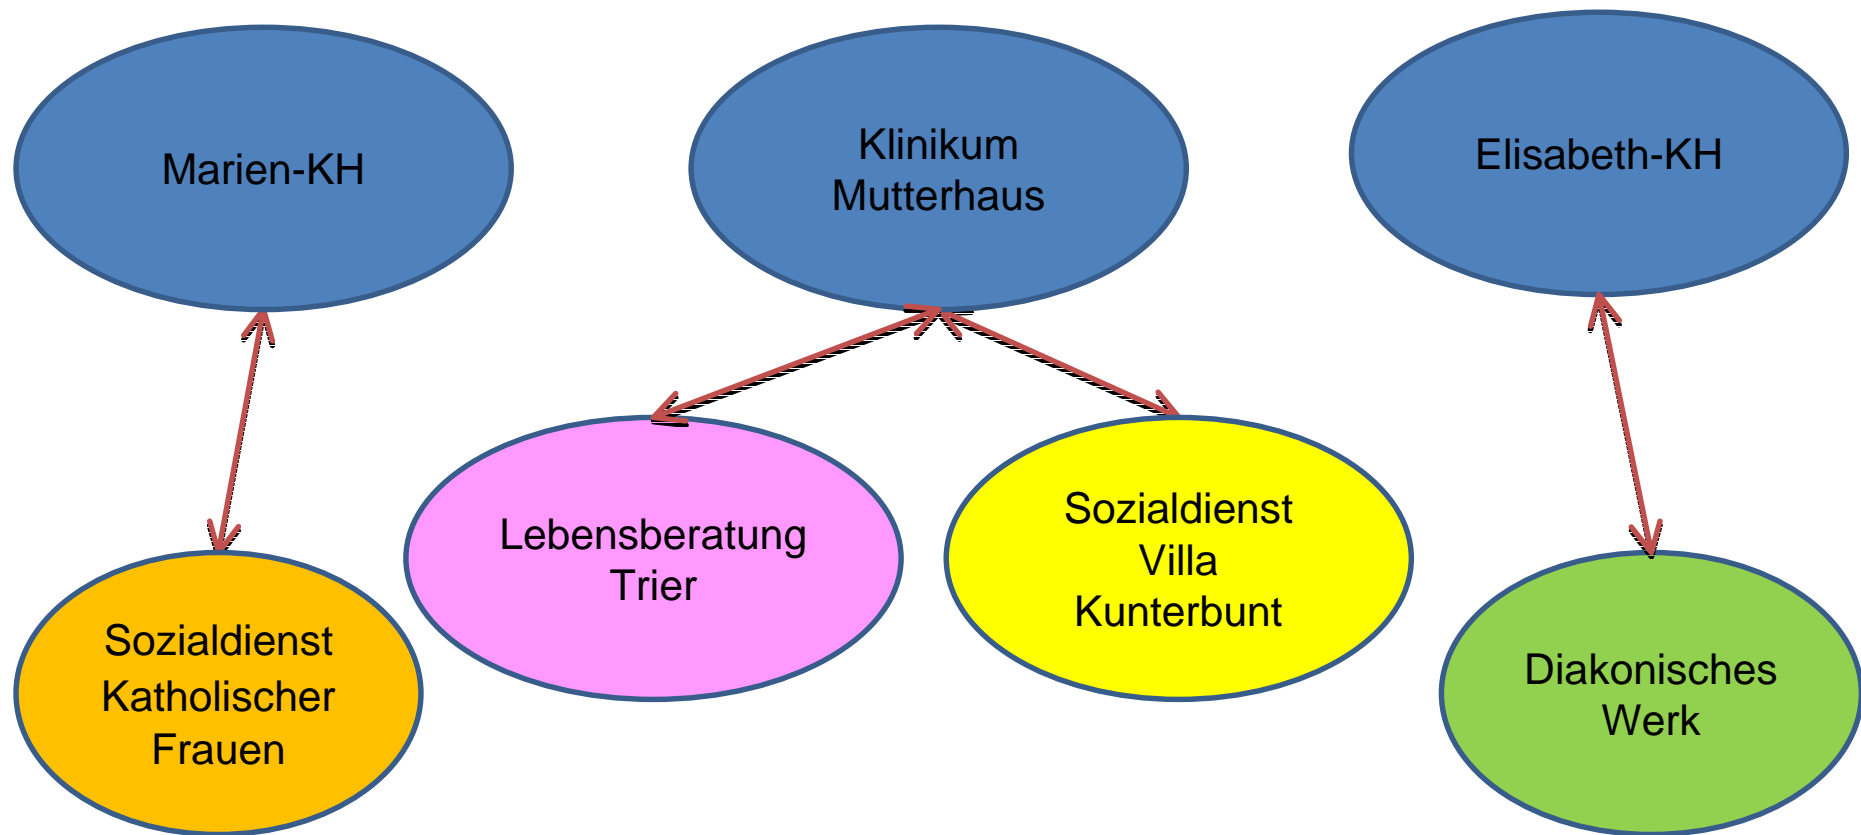 Marien-KH
Klinikum
Mutterhaus
Elisabeth-KH
Lebensberatung
Trier
Sozialdienst
Villa
Kunterbunt
Sozialdienst
Katholischer
Frauen
Diakonisches
Werk